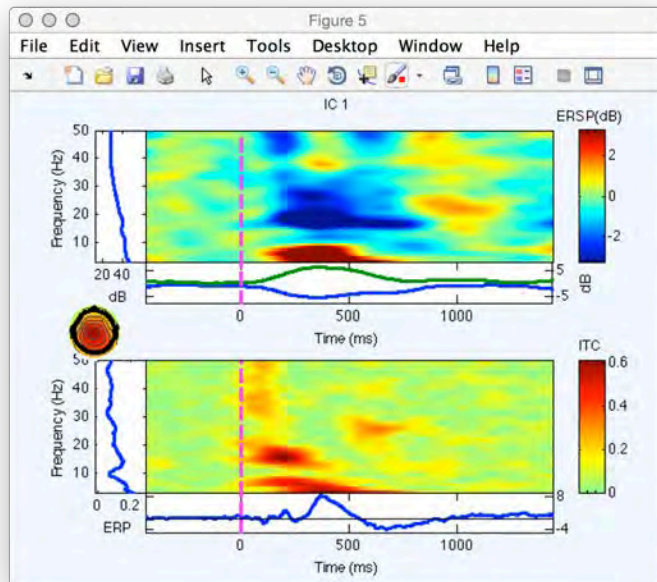 Figure 5
File Edit View Insert Tools Desktop Window Help
IC 1
ERSP(dB)
Frequency (Hz)
50
40
30
20
10
2
0
-2
20 40
dB
5
-5
dB
0 500 1000
Time (ms)
ITC
Frequency (Hz)
50
40
30
20
10
0.6
0.4
0.2
0
0 0.2
ERP
8
-4
0 500 1000
Time (ms)